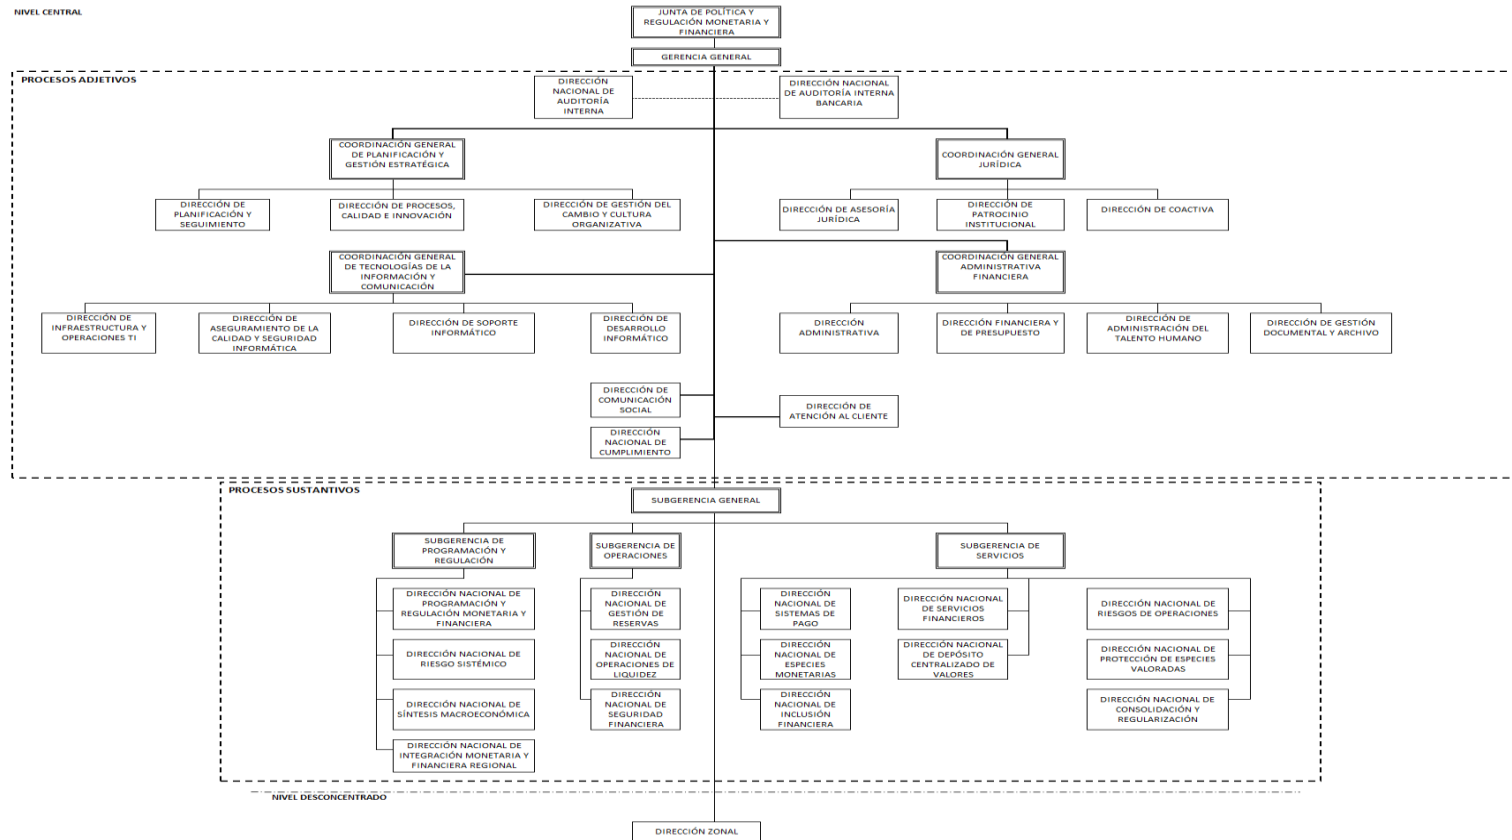 NIVEL CENTRAL
JUNTA DE POLÍTICA Y
REGULACIÓN MONETARIA Y
FINANCIERA
GERENCIA GENERAL
PROCESOS ADJETIVOS
DIRECCIÓN
NACIONAL DE
AUDITORÍA
INTERNA
DIRECCIÓN NACIONAL
DE AUDITORÍA INTERNA
BANCARIA
COORDINACIÓN GENERAL
DE PLANIFICACIÓN Y
GESTIÓN ESTRATÉGICA
COORDINACIÓN GENERAL
JURÍDICA
DIRECCIÓN DE
PLANIFICACIÓN Y
SEGUIMIENTO
DIRECCIÓN DE PROCESOS,
CALIDAD E INNOVACIÓN
DIRECCIÓN DE GESTIÓN DEL
CAMBIO Y CULTURA
ORGANIZATIVA
DIRECCIÓN DE ASESORÍA
JURÍDICA
DIRECCIÓN DE
PATROCINIO
INSTITUCIONAL
DIRECCIÓN DE COACTIVA
COORDINACIÓN GENERAL
DE TECNOLOGÍAS DE LA
INFORMACIÓN Y
COMUNICACIÓN
COORDINACIÓN GENERAL
ADMINISTRATIVA
FINANCIERA
DIRECCIÓN DE
INFRAESTRUCTURA Y
OPERACIONES TI
DIRECCIÓN DE
ASEGURAMIENTO DE LA
CALIDAD Y SEGURIDAD
INFORMÁTICA
DIRECCIÓN DE SOPORTE
INFORMÁTICO
DIRECCIÓN DE
DESARROLLO
INFORMÁTICO
DIRECCIÓN
ADMINISTRATIVA
DIRECCIÓN FINANCIERA Y
DE PRESUPUESTO
DIRECCIÓN DE
ADMINISTRACIÓN DEL
TALENTO HUMANO
DIRECCIÓN DE GESTIÓN
DOCUMENTAL Y ARCHIVO
DIRECCIÓN DE
COMUNICACIÓN
SOCIAL
DIRECCIÓN DE
ATENCIÓN AL CLIENTE
DIRECCIÓN
NACIONAL DE
CUMPLIMIENTO
PROCESOS SUSTANTIVOS
SUBGERENCIA GENERAL
SUBGERENCIA DE
PROGRAMACIÓN Y
REGULACIÓN
SUBGERENCIA DE
OPERACIONES
SUBGERENCIA DE
SERVICIOS
DIRECCIÓN NACIONAL DE
PROGRAMACIÓN Y
REGULACIÓN MONETARIA Y
FINANCIERA
DIRECCIÓN
NACIONAL DE
GESTIÓN DE
RESERVAS
DIRECCIÓN
NACIONAL DE
SISTEMAS DE
PAGO
DIRECCIÓN NACIONAL
DE SERVICIOS
FINANCIEROS
DIRECCIÓN NACIONAL DE
RIESGOS DE OPERACIONES
DIRECCIÓN NACIONAL DE
RIESGO SISTÉMICO
DIRECCIÓN
NACIONAL DE
OPERACIONES DE
LIQUIDEZ
DIRECCIÓN
NACIONAL DE
ESPECIES
MONETARIAS
DIRECCIÓN NACIONAL
DE DEPÓSITO
CENTRALIZADO DE
VALORES
DIRECCIÓN NACIONAL DE
PROTECCIÓN DE ESPECIES
VALORADAS
DIRECCIÓN NACIONAL DE
SÍNTESIS MACROECONÓMICA
DIRECCIÓN
NACIONAL DE
SEGURIDAD
FINANCIERA
DIRECCIÓN
NACIONAL DE
INCLUSIÓN
FINANCIERA
DIRECCIÓN NACIONAL DE
CONSOLIDACIÓN Y
REGULARIZACIÓN
DIRECCIÓN NACIONAL DE
INTEGRACIÓN MONETARIA Y
FINANCIERA REGIONAL
NIVEL DESCONCENTRADO
DIRECCIÓN ZONAL